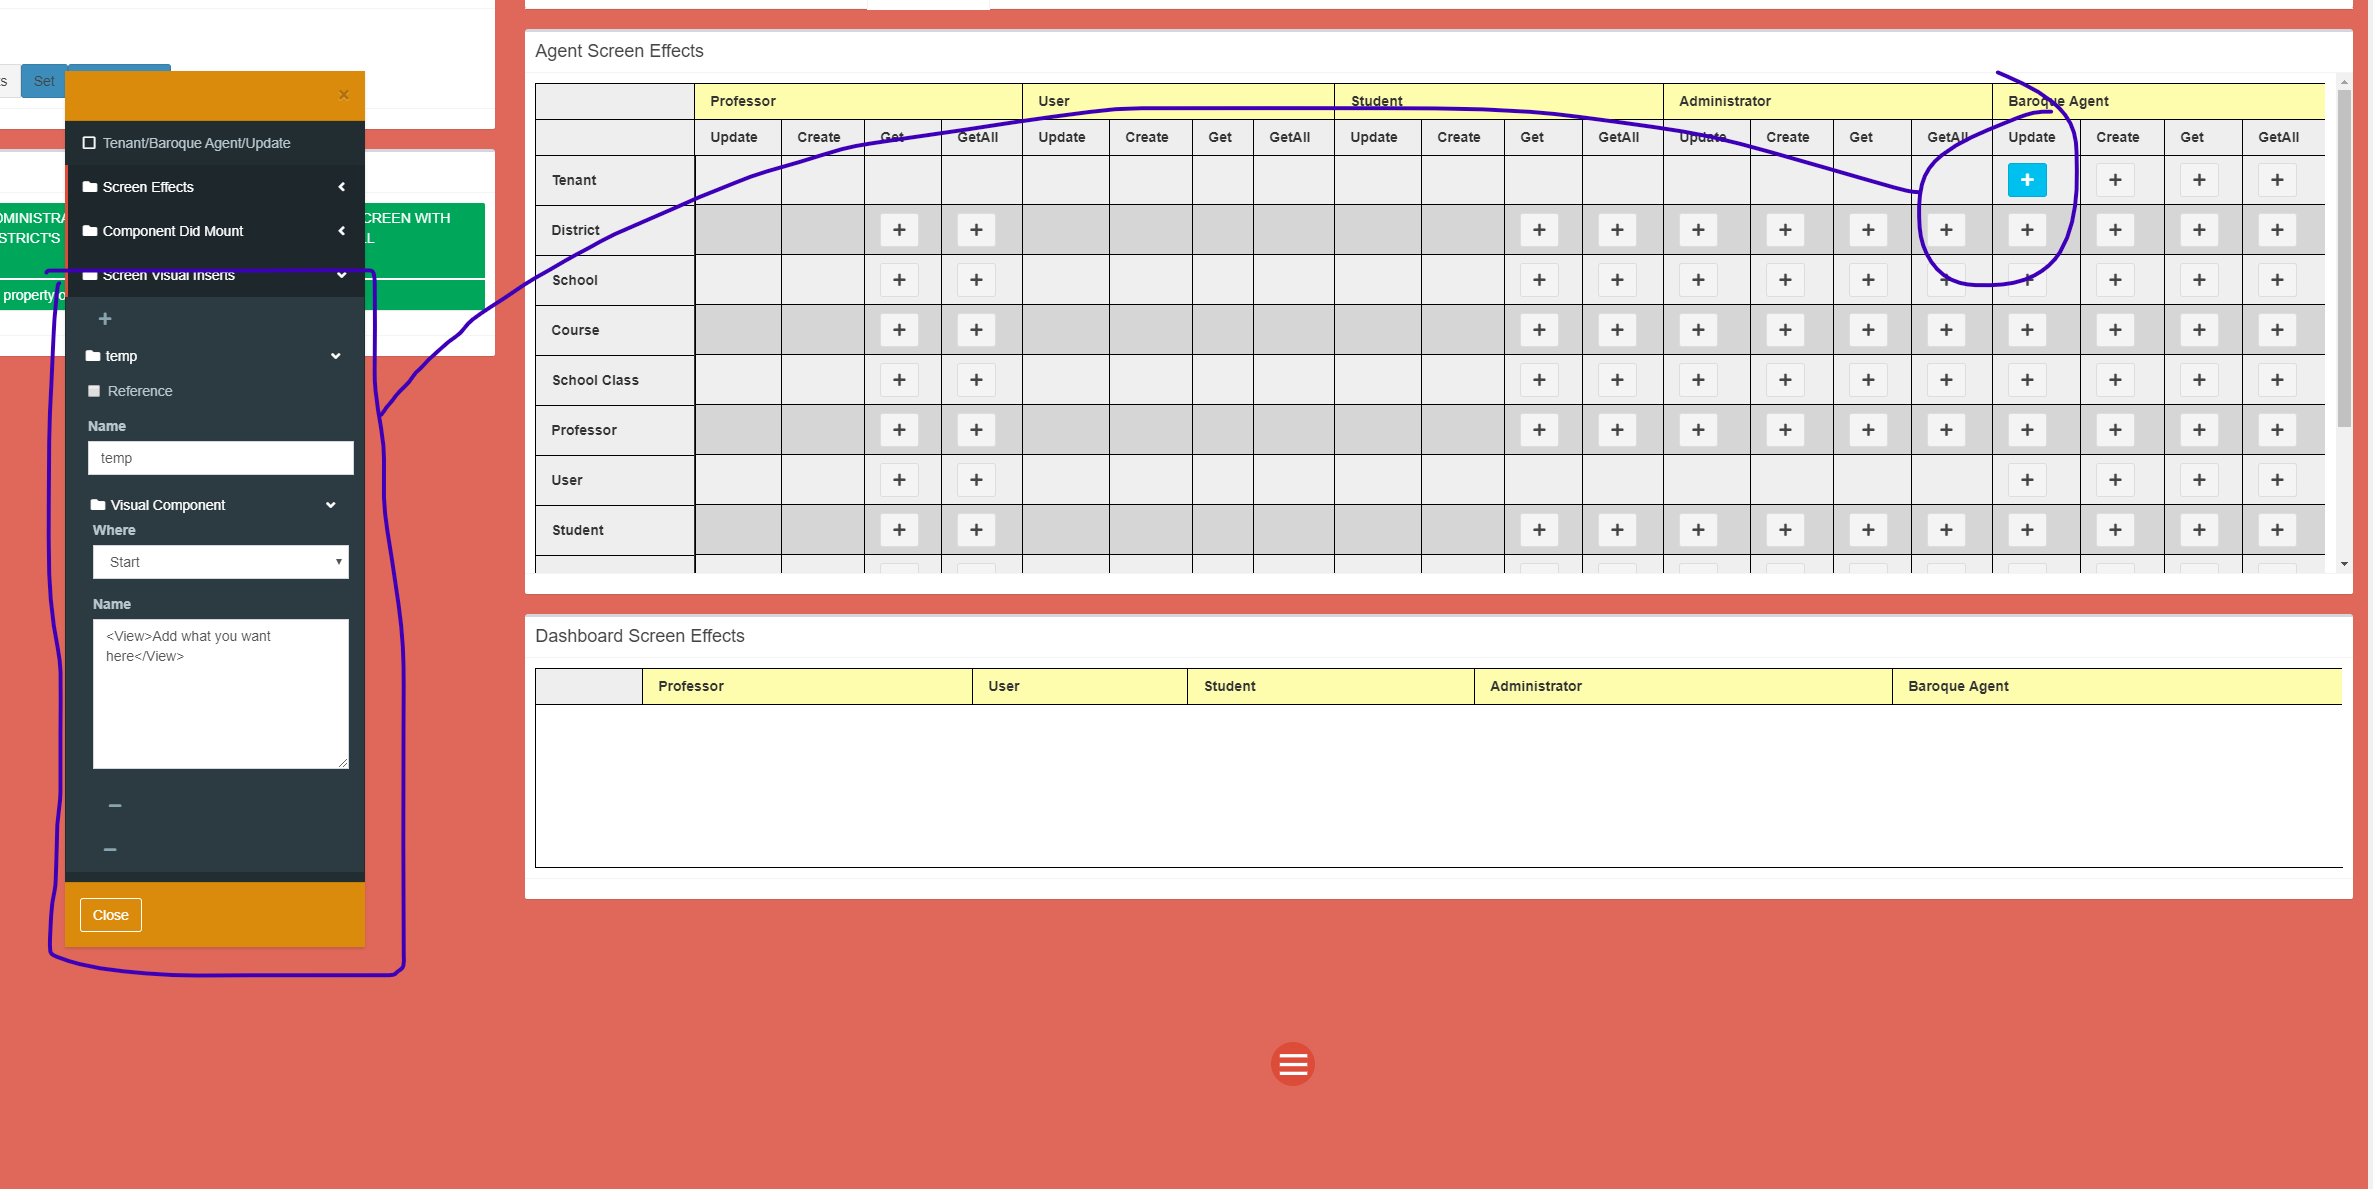 s
Set
×
Tenant/Baroque Agent/Update
Screen Effects
Component Did Mount
Screen Visual Inserts
temp
Reference
Name
temp
Visual Component
Where
Start
Name
<View>Add what you want
here</View>
Close
CREEN WITH
STRICT'S
property
Agent Screen Effects
Professor User Student Administrator Baroque Agent
Update Create Get GetAll Update Create Get GetAll Update Create Get GetAll Update Create Get GetAll Update Create Get GetAll
Tenant + + + +
District + + + + + + + + + + + +
School + + + + + + + + + + + +
Course + + + + + + + + + + + +
School Class + + + + + + + + + + + +
Professor + + + + + + + + + + + +
User + + + + + +
Student + + + + + + + + + + + +
Dashboard Screen Effects
Professor User Student Administrator Baroque Agent